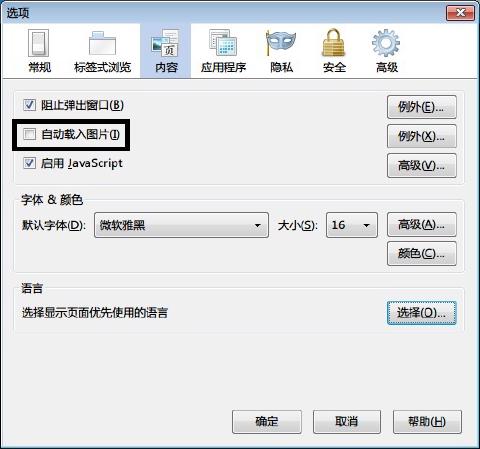 选项
常规 标签式浏览 内容 应用程序 隐私 安全 高级
阻止弹出窗口(B) 例外(E)...
自动载入图片(I) 例外(X)...
启用 JavaScript 高级(V)...
字体 & 颜色
默认字体(D): 微软雅黑 大小(S): 16 高级(A)...
颜色(C)...
语言
选择显示页面优先使用的语言 选择(O)...
确定 取消 帮助(H)